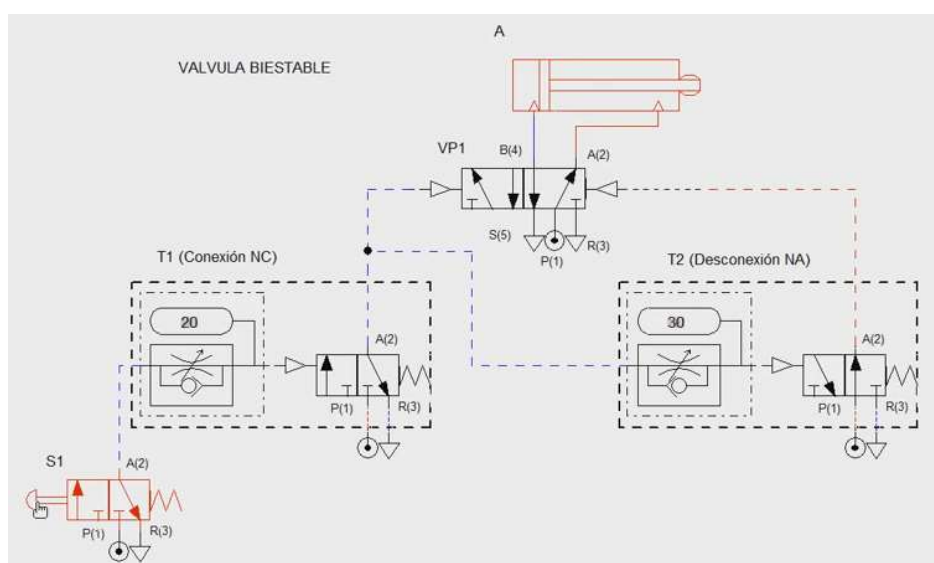 A
VALVULA BIESTABLE
VP1
B(4)
A(2)
S(5)
P(1)
R(3)
T1 (Conexión NC)
T2 (Desconexión NA)
20
A(2)
P(1)
R(3)
30
A(2)
P(1)
R(3)
S1
A(2)
P(1)
R(3)